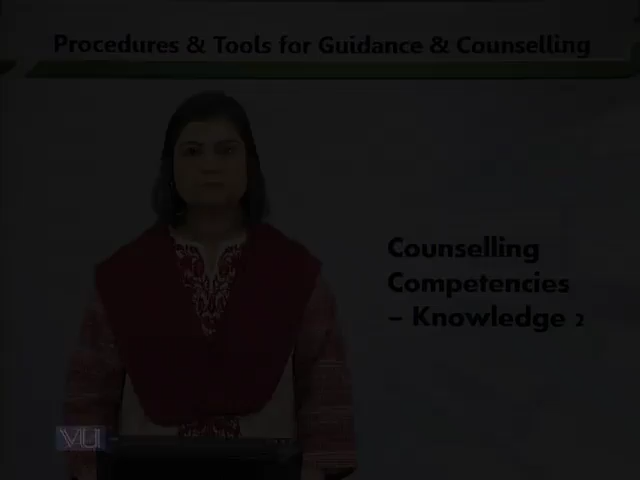 Procedures & Tools for Guidance & Counselling
Counselling
Competencies
– Knowledge 2
VU